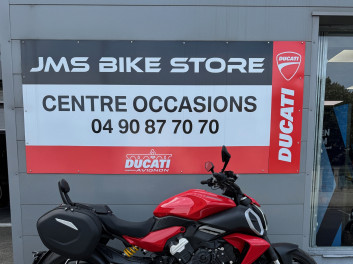 JMS BIKE STORE
DUCATI
CENTRE OCCASIONS
04 90 87 70 70
DUCATI
DUCATI
AVIGNON